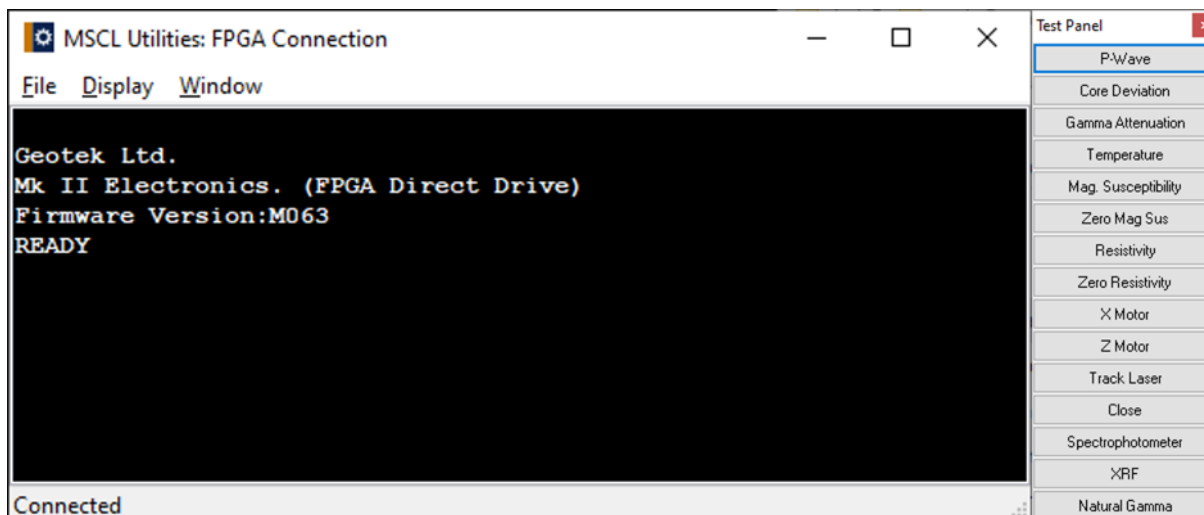 MSCL Utilities: FPGA Connection
File Display Window
Geotek Ltd.
Mk II Electronics. (FPGA Direct Drive)
Firmware Version:M063
READY
Connected
Test Panel
P-Wave
Core Deviation
Gamma Attenuation
Temperature
Mag. Susceptibility
Zero Mag Sus
Resistivity
Zero Resistivity
X Motor
Z Motor
Track Laser
Close
Spectrophotometer
XRF
Natural Gamma